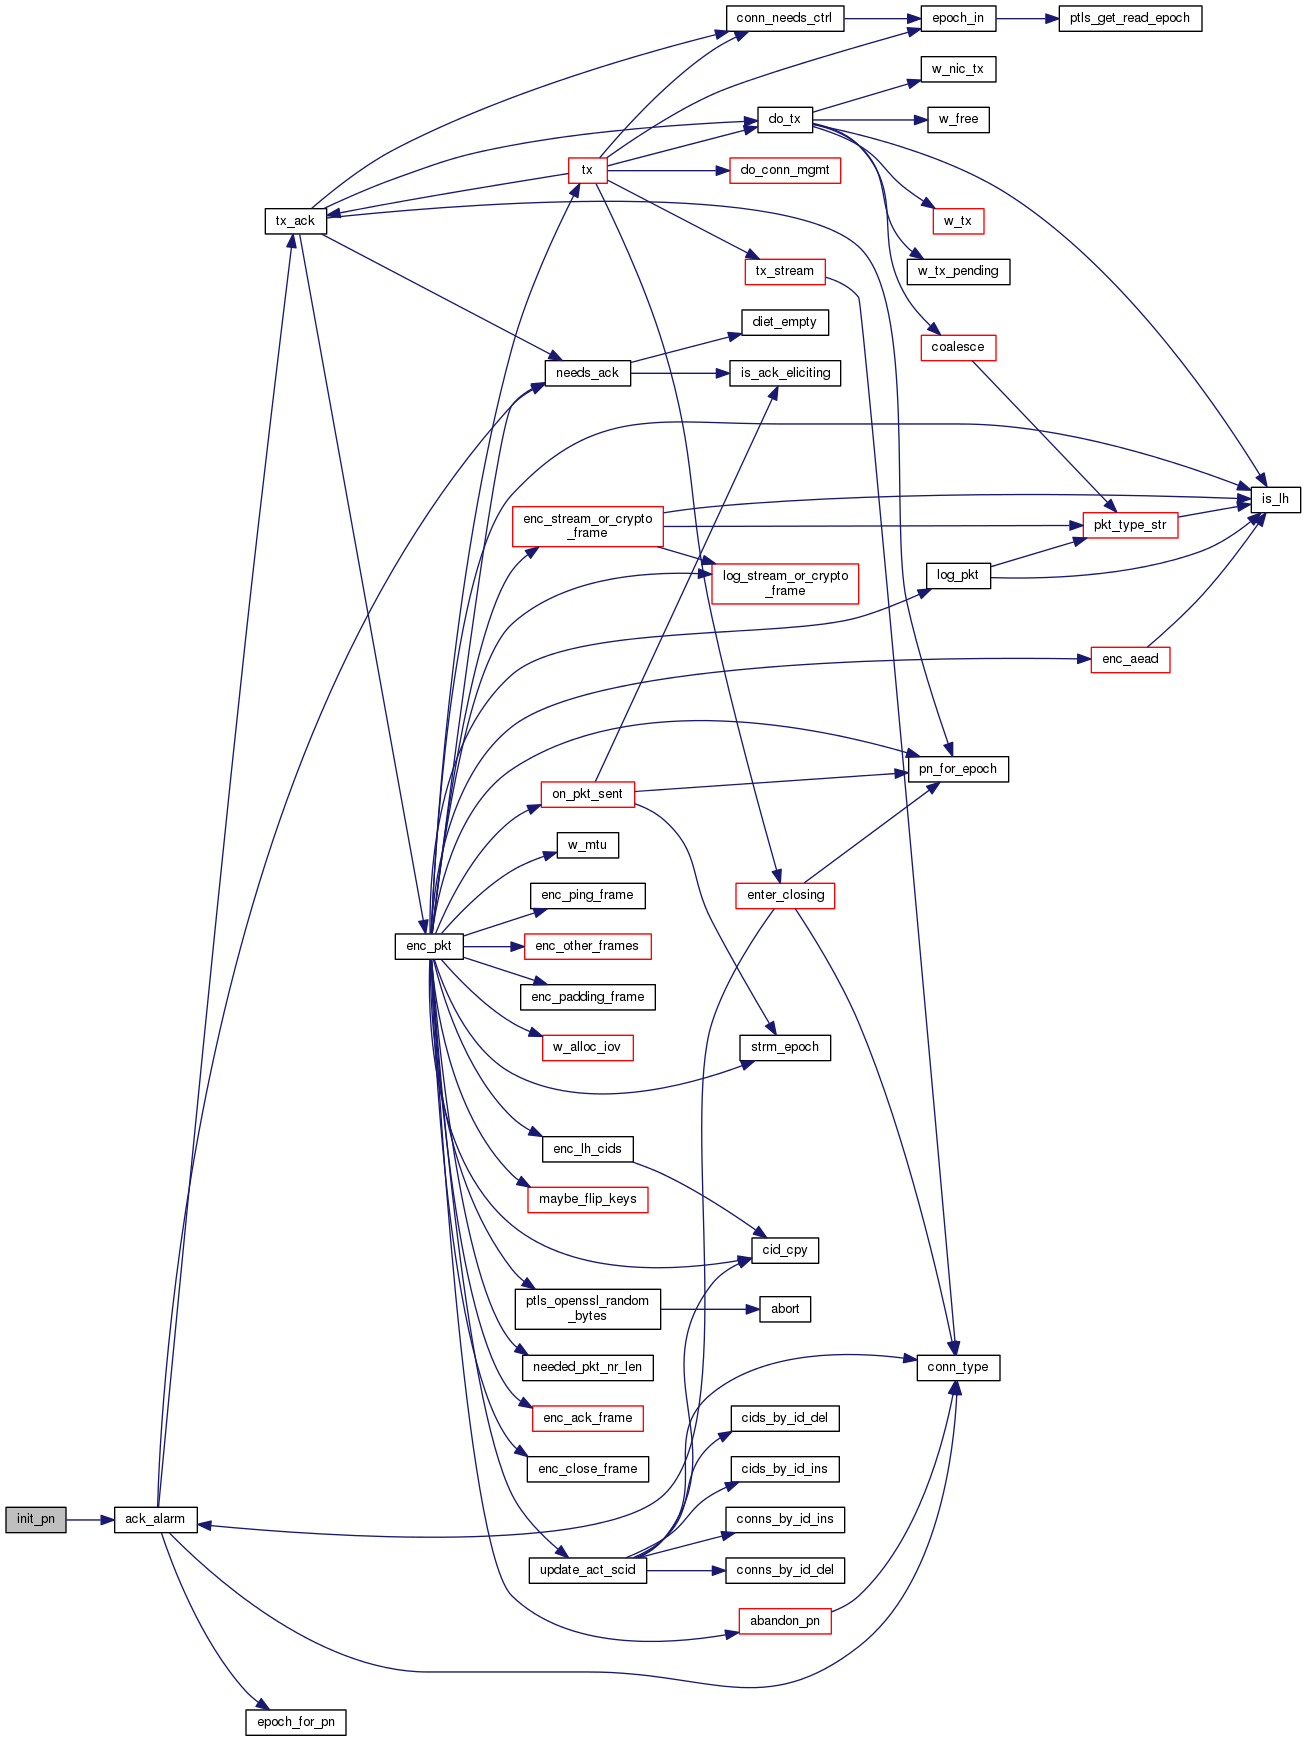 conn_needs_ctrl
epoch_in
ptls_get_read_epoch
w_nic_tx
do_tx
w_free
tx
do_conn_mgmt
tx_ack
w_tx
tx_stream
w_tx_pending
diet_empty
coalesce
needs_ack
is_ack_eliciting
is_lh
enc_stream_or_crypto
_frame
pkt_type_str
log_stream_or_crypto
_frame
log_pkt
enc_aead
pn_for_epoch
on_pkt_sent
w_mtu
enc_ping_frame
enter_closing
enc_pkt
enc_other_frames
enc_padding_frame
w_alloc_iov
strm_epoch
enc_lh_cids
maybe_flip_keys
cid_cpy
ptls_openssl_random
_bytes
abort
needed_pkt_nr_len
conn_type
enc_ack_frame
cids_by_id_del
enc_close_frame
cids_by_id_ins
init_pn
ack_alarm
conns_by_id_ins
update_act_scid
conns_by_id_del
abandon_pn
epoch_for_pn